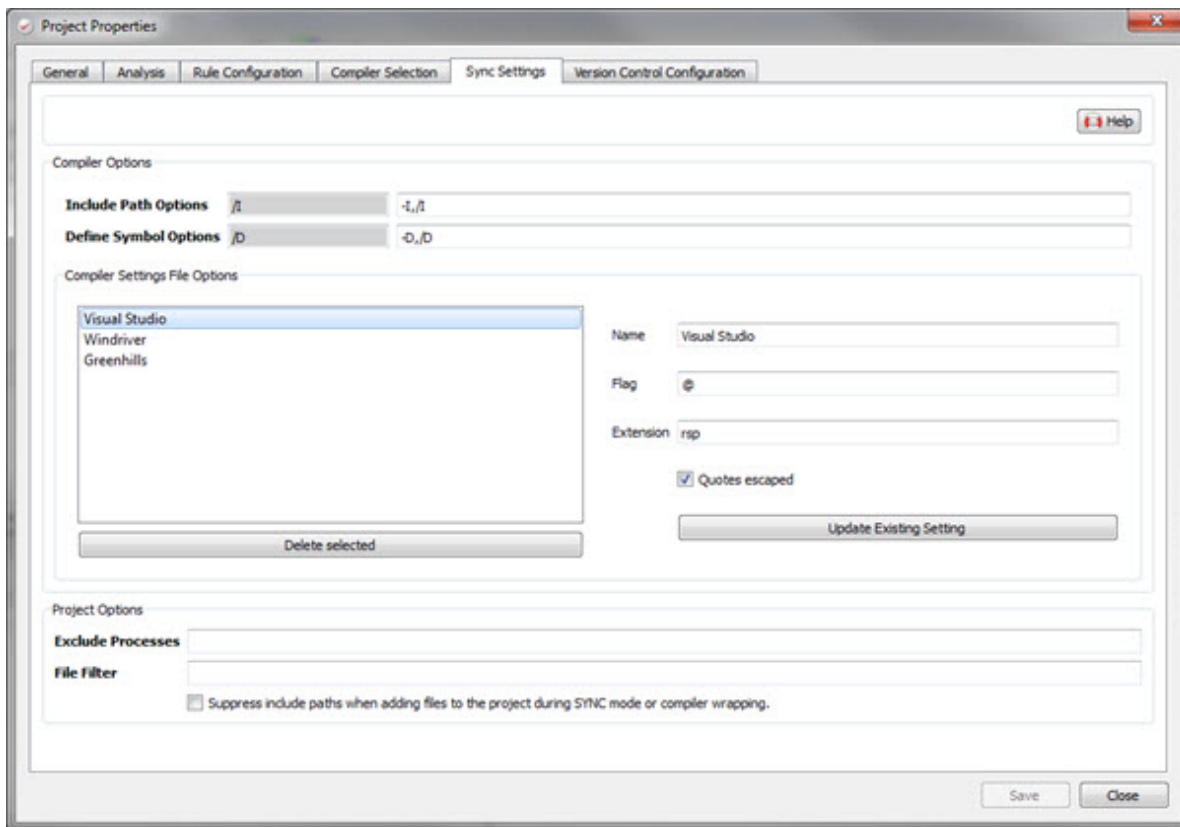 Project Properties
General Analysis Rule Configuration Compiler Selection Sync Settings Version Control Configuration
Help
Compiler Options
Include Path Options /I -I,/I
Define Symbol Options /D -D,/D
Compiler Settings File Options
Visual Studio
Windriver
Greenhills
Name Visual Studio
Flag @
Extension rsp
Quotes escaped
Update Existing Setting
Delete selected
Project Options
Exclude Processes
File Filter
Suppress include paths when adding files to the project during SYNC mode or compiler wrapping.
Save Close